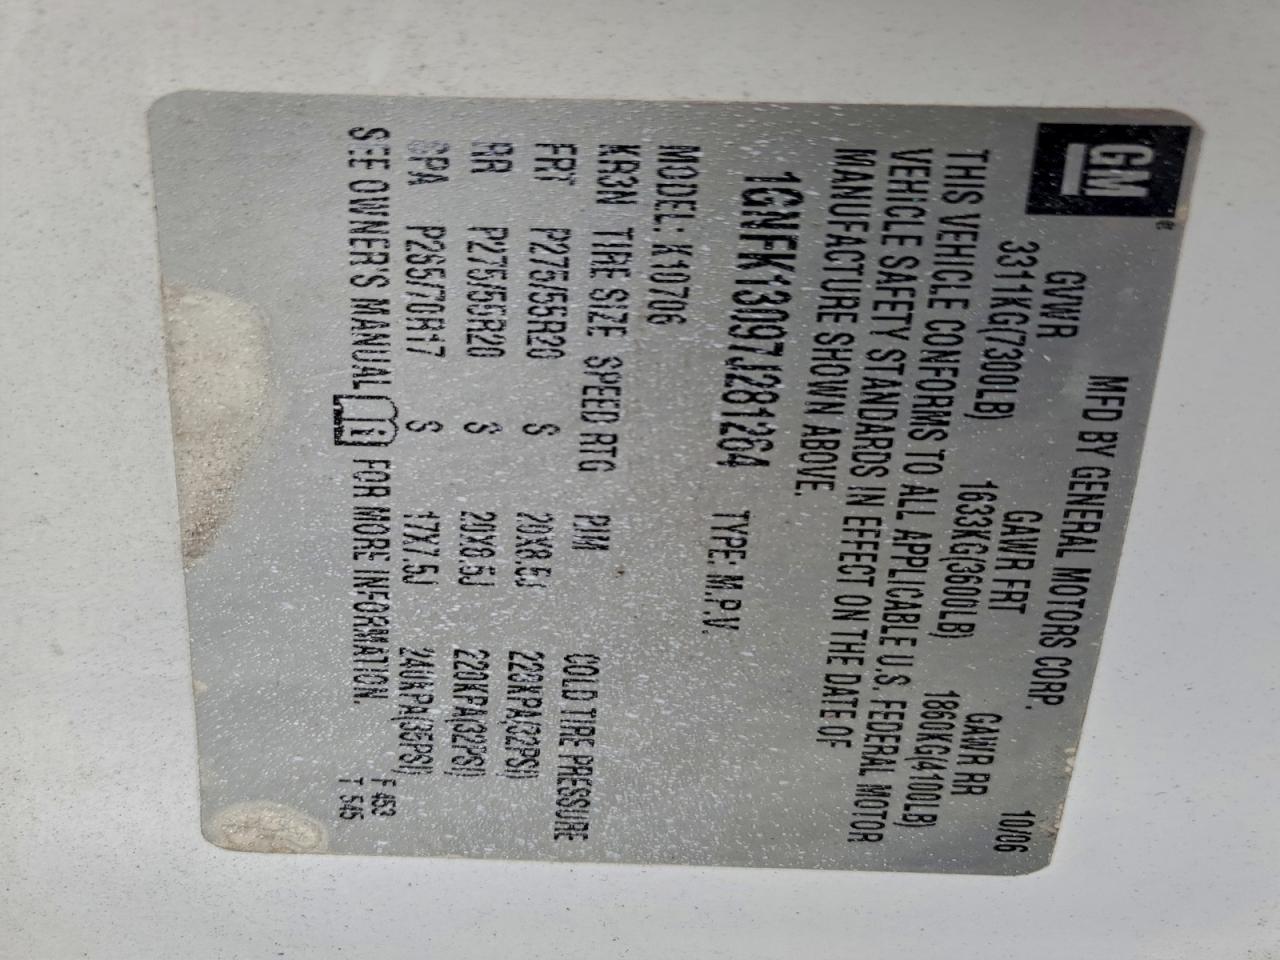 GM®
MFD BY GENERAL MOTORS CORP. 10/06
GVWR GAWR FRT GAWR RR
3311KG(7300LB) 1633KG(3600LB) 1860KG(4100LB)
THIS VEHICLE CONFORMS TO ALL APPLICABLE U.S. FEDERAL MOTOR
VEHICLE SAFETY STANDARDS IN EFFECT ON THE DATE OF
MANUFACTURE SHOWN ABOVE.
1GNFK13097J281264 TYPE: M.P.V.
MODEL: K10706
KR3N TIRE SIZE SPEED RTG RIM COLD TIRE PRESSURE
FRT P275/55R20 S 20X8.5J 220KPA(32PSI)
RR P275/55R20 S 20X8.5J 220KPA(32PSI)
SPA P265/70R17 S 17X7.5J 240KPA(35PSI)
SEE OWNER'S MANUAL FOR MORE INFORMATION.
F 453
T 545